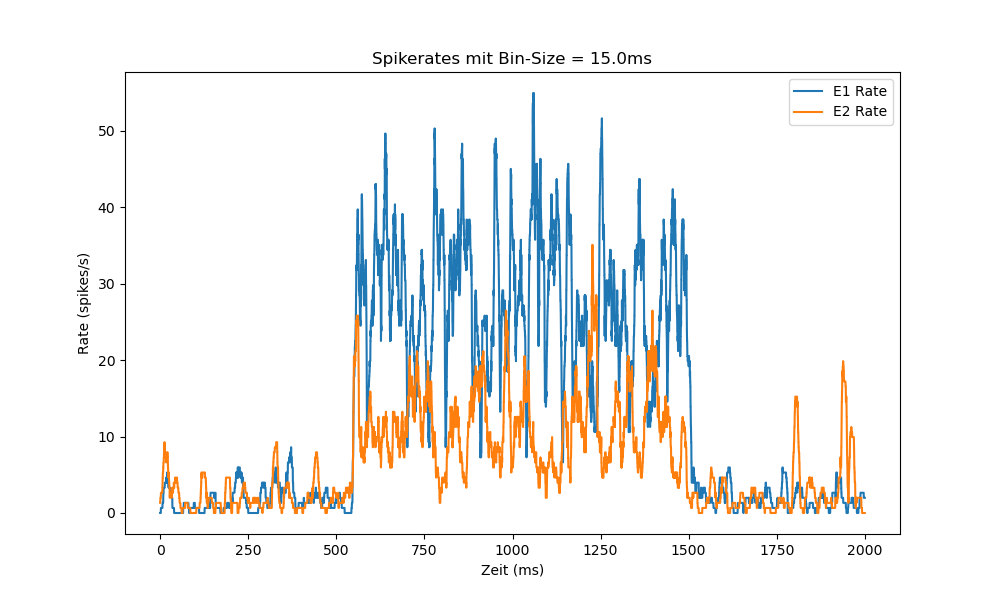 Spikerates mit Bin-Size = 15.0ms
E1 Rate
E2 Rate
Rate (spikes/s)
50
40
30
20
10
0
0 250 500 750 1000 1250 1500 1750 2000
Zeit (ms)